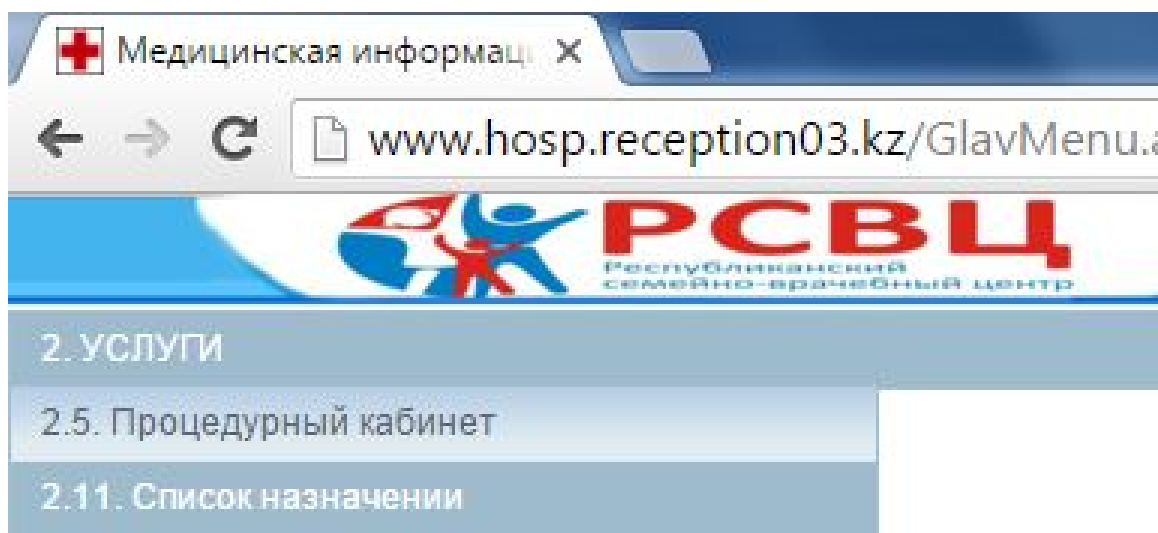 Медицинская информац
www.hosp.reception03.kz/GlavMenu.a
РСВЦ
Республиканский
семейно-врачебный центр
2. УСЛУГИ
2.5. Процедурный кабинет
2.11. Список назначении